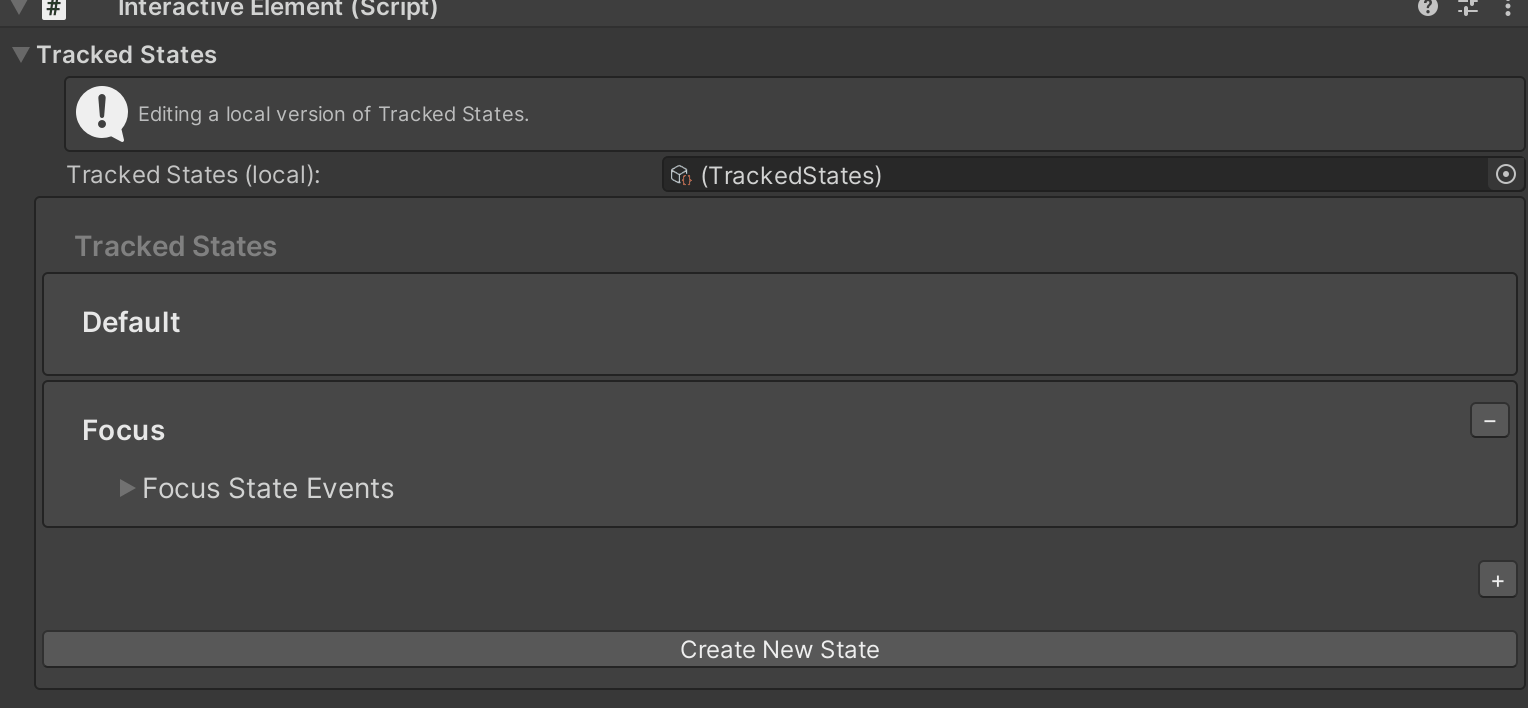 # Interactive Element (Script)
Tracked States
Editing a local version of Tracked States.
Tracked States (local): (TrackedStates)
Tracked States
Default
Focus
-
Focus State Events
+
Create New State